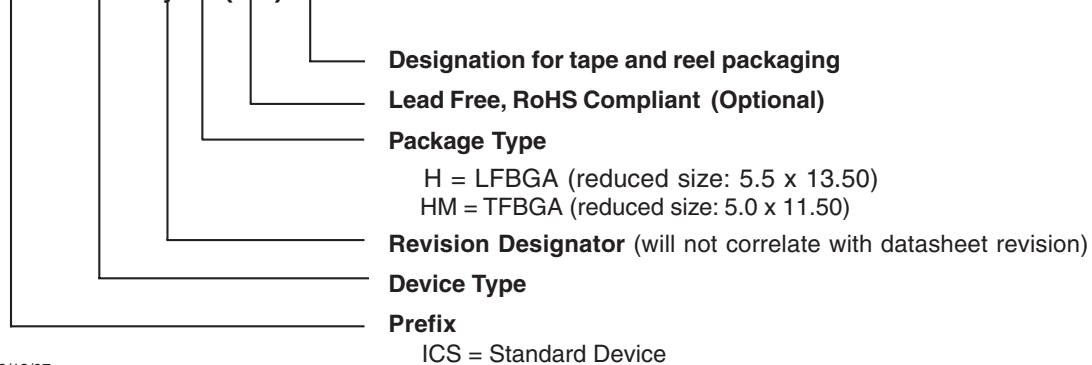 Designation for tape and reel packaging
Lead Free, RoHS Compliant (Optional)
Package Type
H = LFBGA (reduced size: 5.5 x 13.50)
HM = TFBGA (reduced size: 5.0 x 11.50)
Revision Designator (will not correlate with datasheet revision)
Device Type
Prefix
ICS = Standard Device